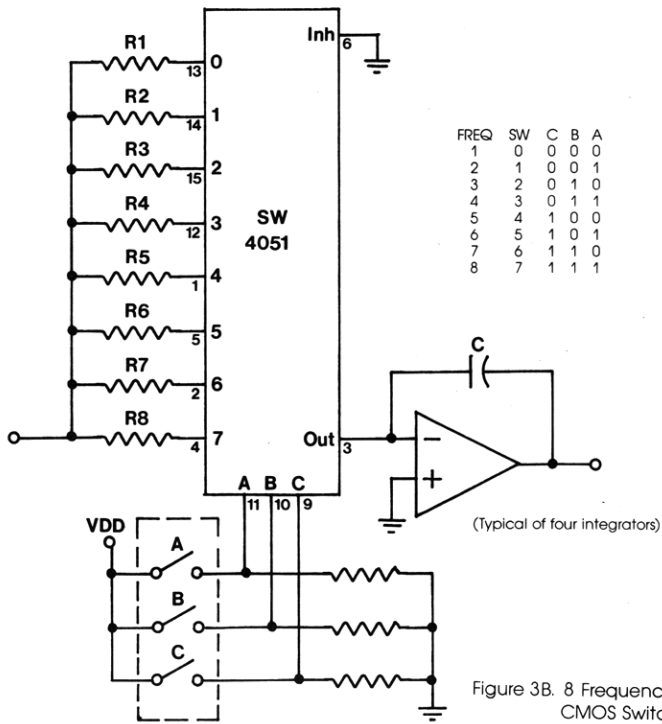 Inh
6
R1
13
0
R2
14
1
R3
15
2
R4
12
3
R5
1
4
R6
5
5
R7
2
6
R8
4
7
SW
4051
FREQ SW C B A
1 0 0 0 0
2 1 0 0 1
3 2 0 1 0
4 3 0 1 1
5 4 1 0 0
6 5 1 0 1
7 6 1 1 0
8 7 1 1 1
C
Out
3
−
+
(Typical of four integrators)
A B C
11 10 9
VDD
A
B
C
Figure 3B. 8 Frequenc
CMOS Switc